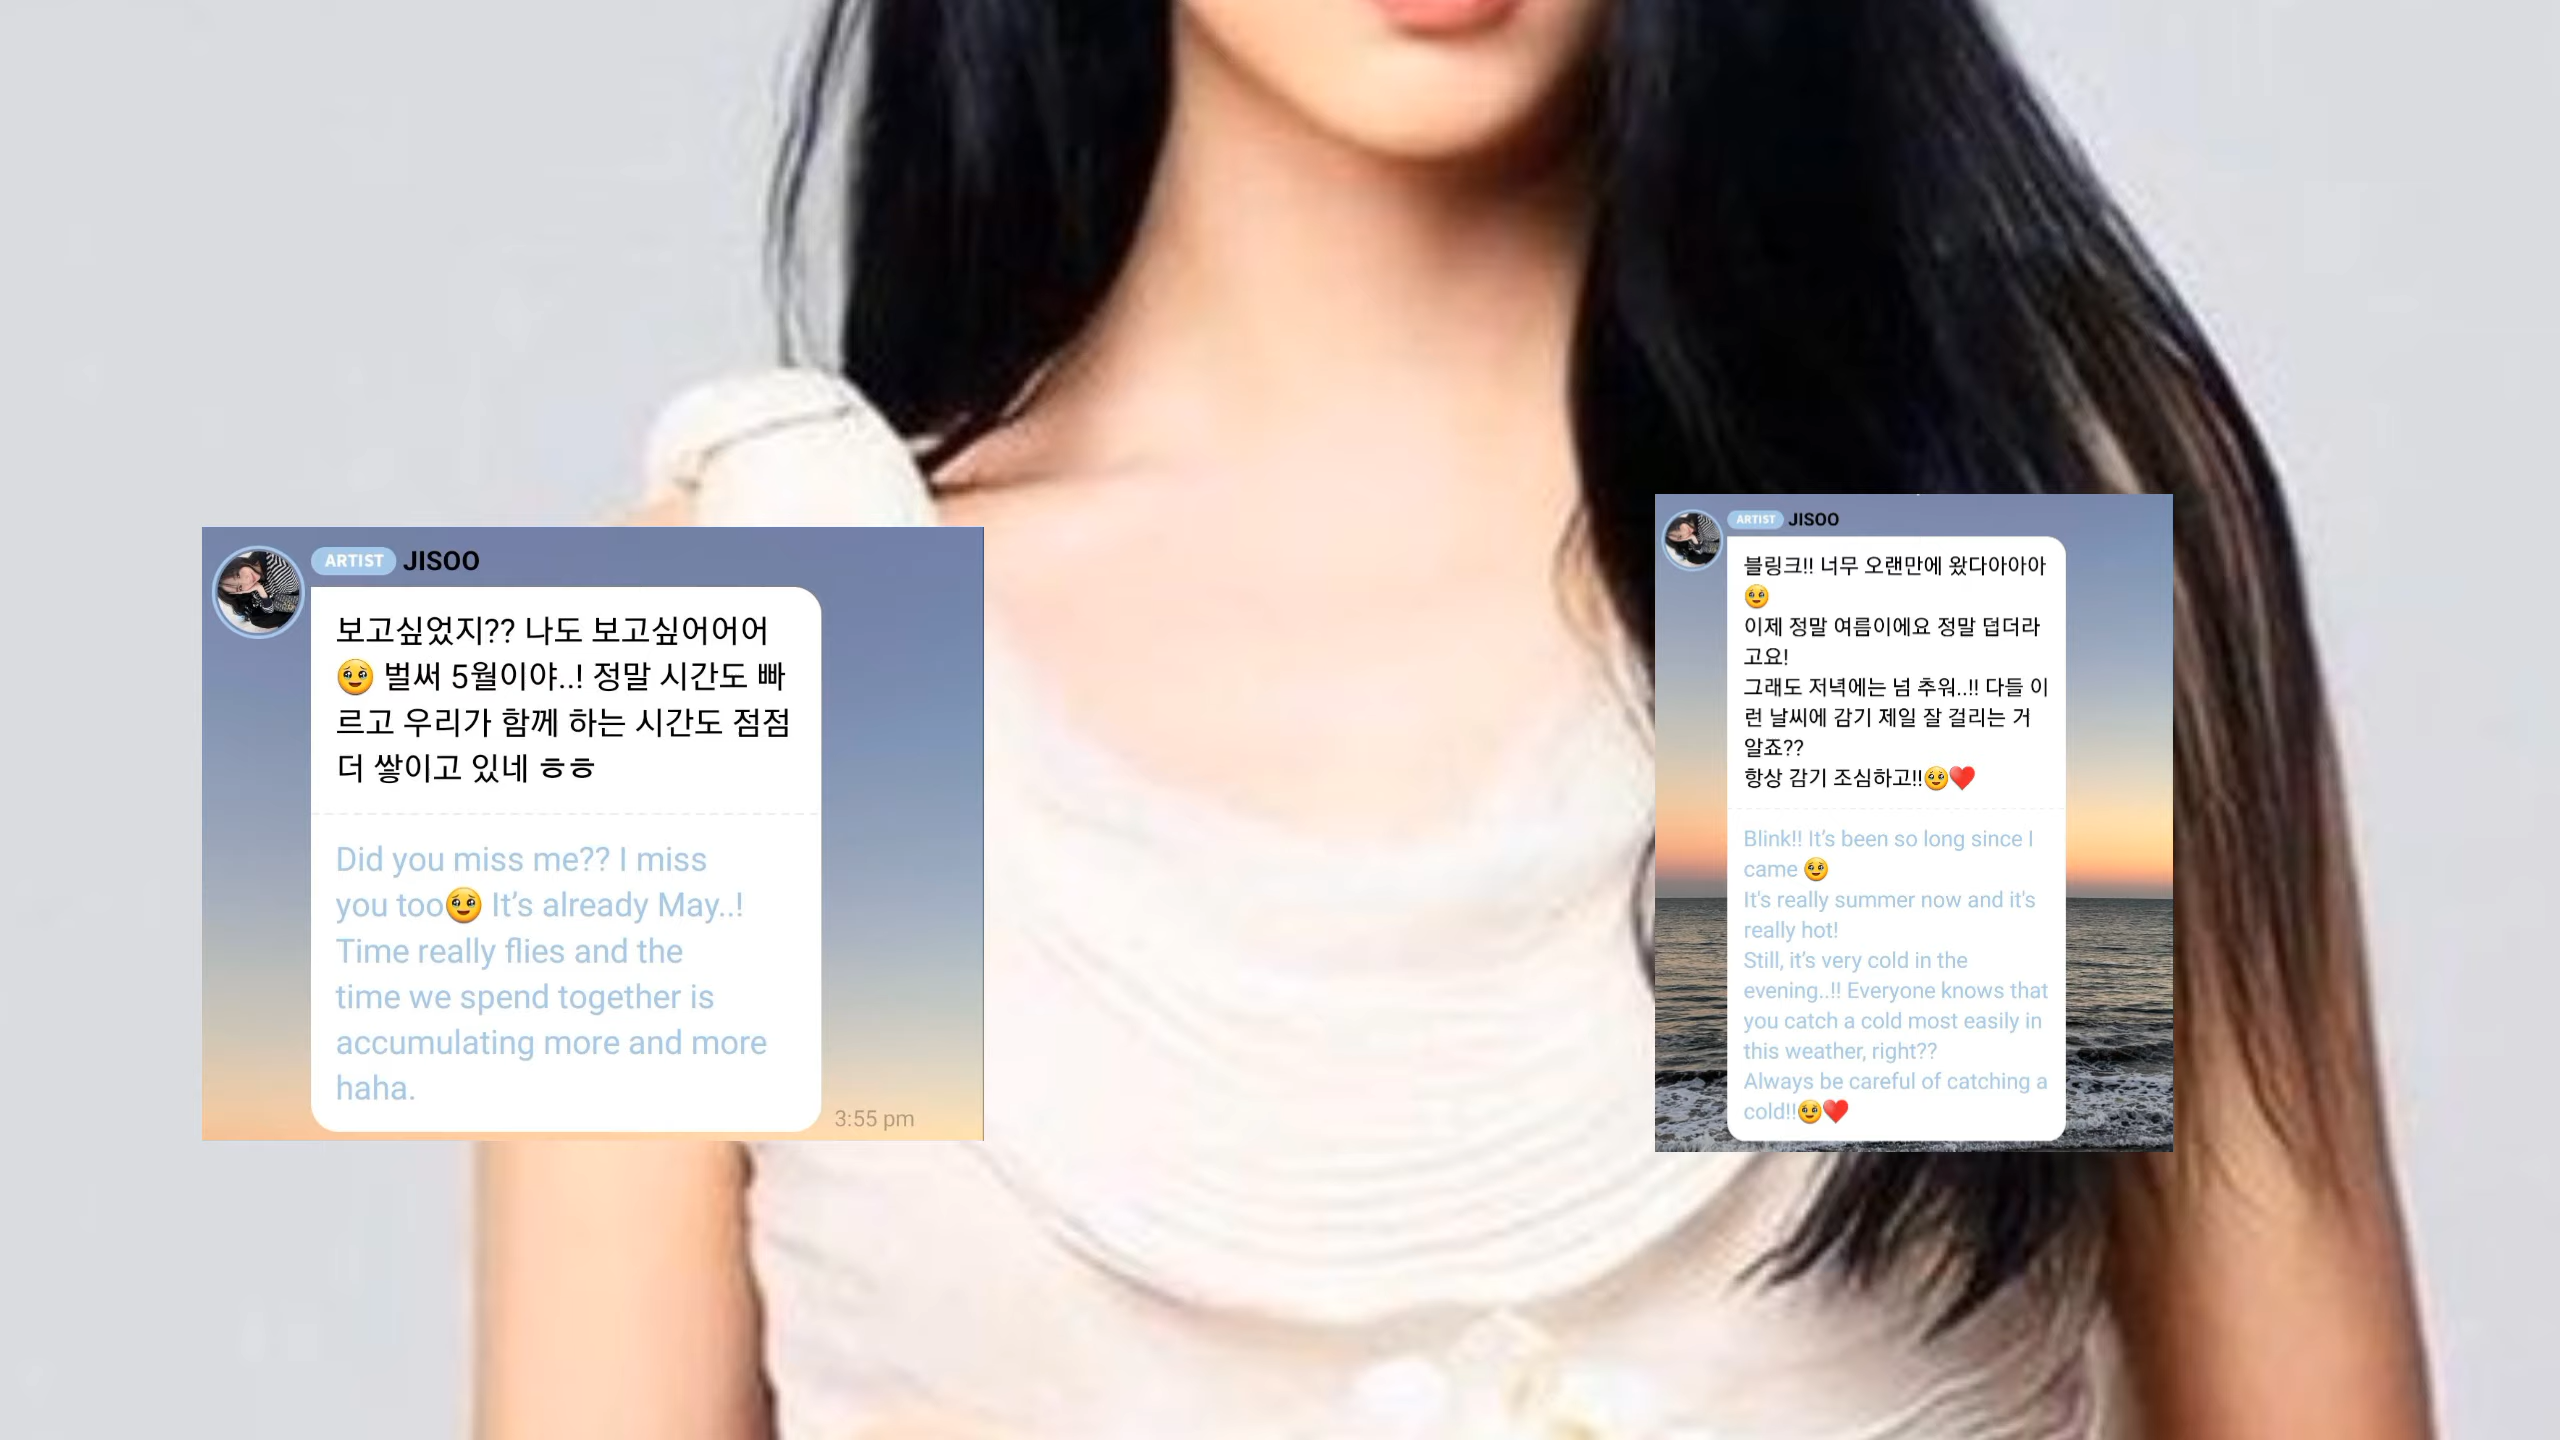 ARTIST JISOO
보고싶었지?? 나도 보고싶어어어
🥹 벌써 5월이야..! 정말 시간도 빠
르고 우리가 함께 하는 시간도 점점
더 쌓이고 있네 ㅎㅎ
Did you miss me?? I miss
you too🥹 It’s already May..!
Time really flies and the
time we spend together is
accumulating more and more
haha.
3:55 pm
ARTIST JISOO
블링크!! 너무 오랜만에 왔다아아아
🥹
이제 정말 여름이에요 정말 덥더라
고요!
그래도 저녁에는 넘 추워..!! 다들 이
런 날씨에 감기 제일 잘 걸리는 거
알죠??
항상 감기 조심하고!!🥹❤️
Blink!! It’s been so long since I
came 🥹
It's really summer now and it's
really hot!
Still, it’s very cold in the
evening..!! Everyone knows that
you catch a cold most easily in
this weather, right??
Always be careful of catching a
cold!!🥹❤️